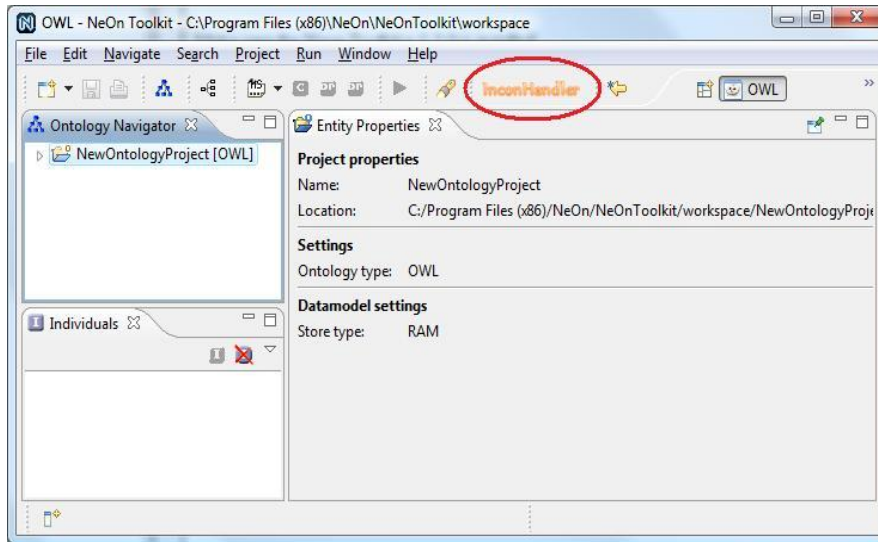 OWL - NeOn Toolkit - C:\Program Files (x86)\NeOn\NeOnToolkit\workspace
File Edit Navigate Search Project Run Window Help
InconHandler OWL »
Ontology Navigator
NewOntologyProject [OWL]
Individuals
Entity Properties
Project properties
Name: NewOntologyProject
Location: C:/Program Files (x86)/NeOn/NeOnToolkit/workspace/NewOntologyProje
Settings
Ontology type: OWL
Datamodel settings
Store type: RAM